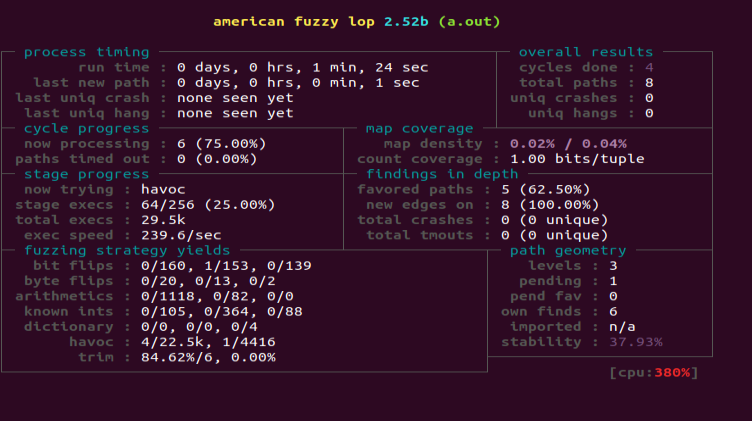 american fuzzy lop 2.52b (a.out)
process timing
run time : 0 days, 0 hrs, 1 min, 24 sec
last new path : 0 days, 0 hrs, 0 min, 1 sec
last uniq crash : none seen yet
last uniq hang : none seen yet
overall results
cycles done : 4
total paths : 8
uniq crashes : 0
uniq hangs : 0
cycle progress
now processing : 6 (75.00%)
paths timed out : 0 (0.00%)
map coverage
map density : 0.02% / 0.04%
count coverage : 1.00 bits/tuple
stage progress
now trying : havoc
stage execs : 64/256 (25.00%)
total execs : 29.5k
exec speed : 239.6/sec
findings in depth
favored paths : 5 (62.50%)
new edges on : 8 (100.00%)
total crashes : 0 (0 unique)
total tmouts : 0 (0 unique)
fuzzing strategy yields
bit flips : 0/160, 1/153, 0/139
byte flips : 0/20, 0/13, 0/2
arithmetics : 0/1118, 0/82, 0/0
known ints : 0/105, 0/364, 0/88
dictionary : 0/0, 0/0, 0/4
havoc : 4/22.5k, 1/4416
trim : 84.62%/6, 0.00%
path geometry
levels : 3
pending : 1
pend fav : 0
own finds : 6
imported : n/a
stability : 37.93%
[cpu:380%]